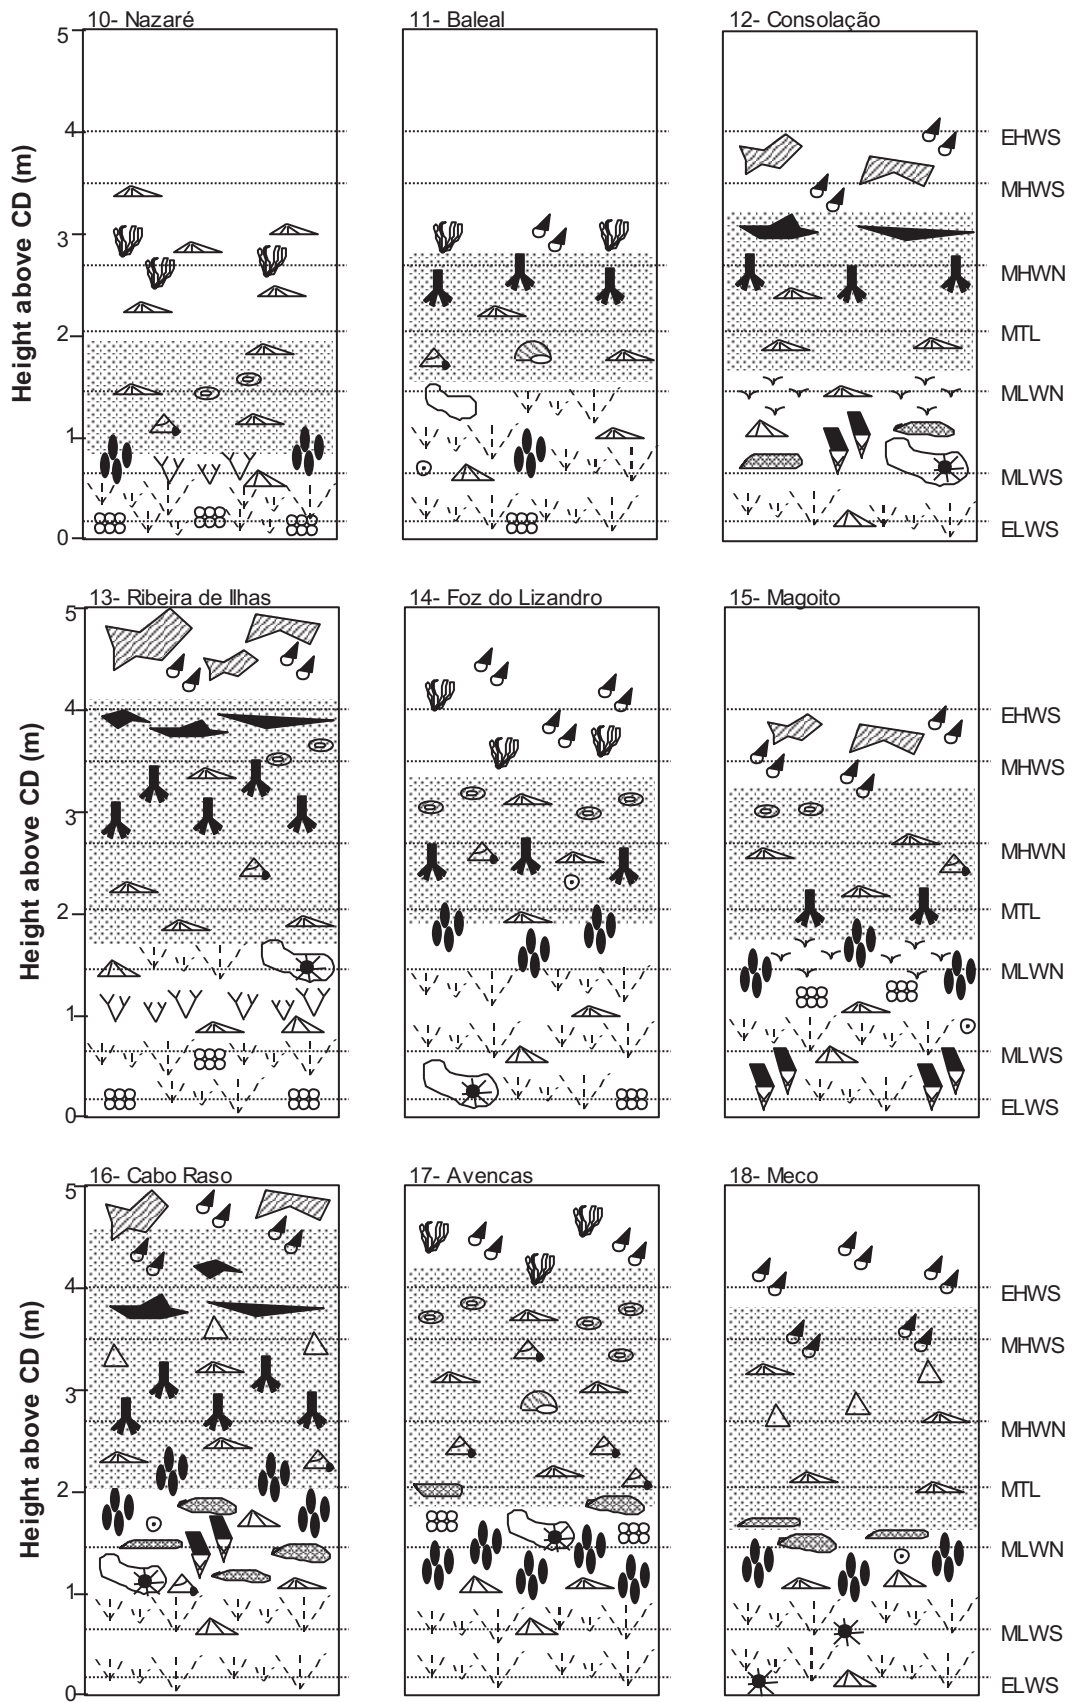 10- Nazaré
11- Baleal
12- Consolação
5
4
3
2
1
0
Height above CD (m)
EHWS
MHWS
MHWN
MTL
MLWN
MLWS
ELWS
13- Ribeira de Ilhas
14- Foz do Lizandro
15- Magoito
5
4
3
2
1
0
Height above CD (m)
EHWS
MHWS
MHWN
MTL
MLWN
MLWS
ELWS
16- Cabo Raso
17- Avencas
18- Meco
5
4
3
2
1
0
Height above CD (m)
EHWS
MHWS
MHWN
MTL
MLWN
MLWS
ELWS